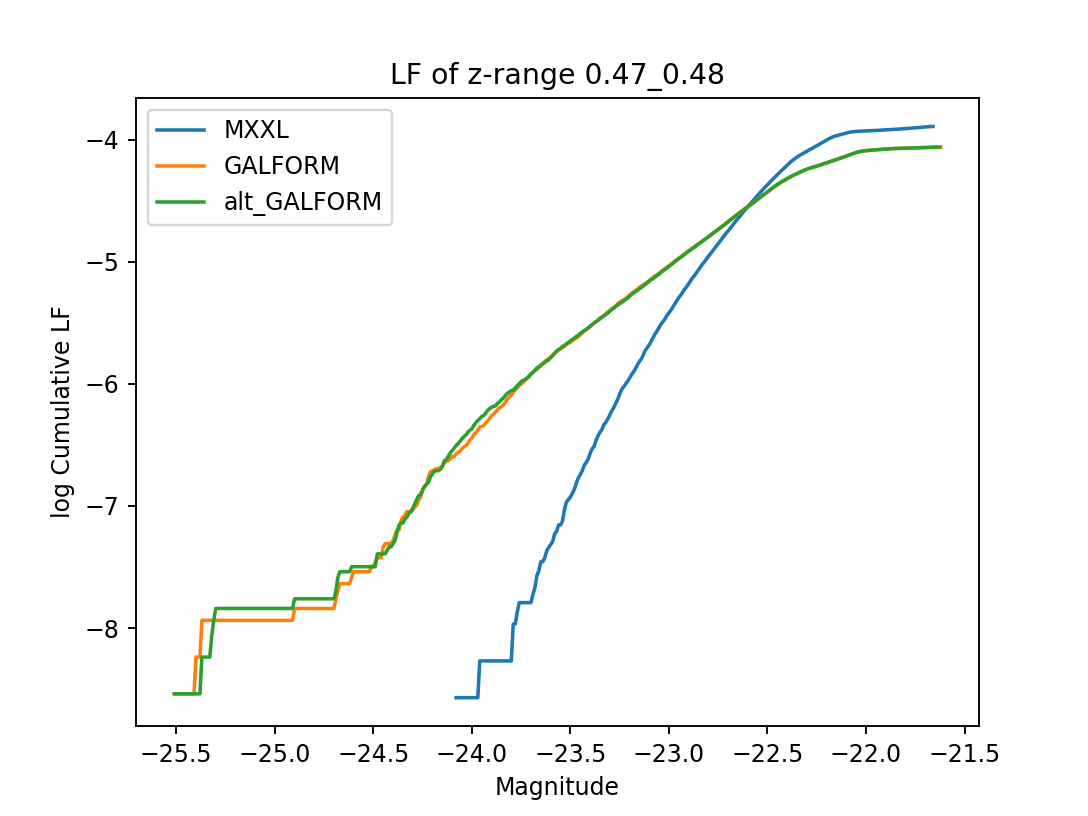 LF of z-range 0.47_0.48
MXXL
GALFORM
alt_GALFORM
log Cumulative LF
−4
−5
−6
−7
−8
−25.5 −25.0 −24.5 −24.0 −23.5 −23.0 −22.5 −22.0 −21.5
Magnitude